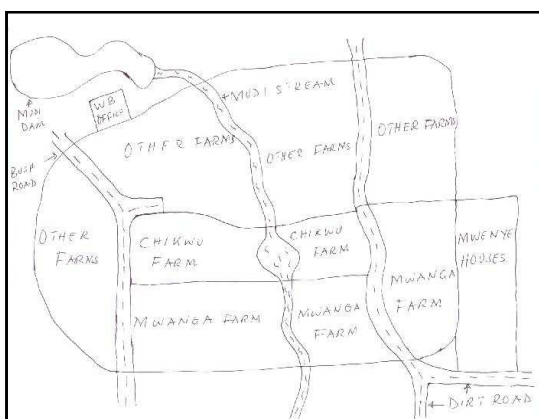 MUDI
DAM
WB
OFFICE
←MUDI STREAM
OTHER FARMS
OTHER FARMS
OTHER FARMS
BUSH
ROAD
OTHER
FARMS
CHIKWU
FARM
CHIKWU
FARM
MWENYE
HOUSES
MWANGA
FARM
MWANGA FARM
MWANGA
FARM
←DIRT ROAD